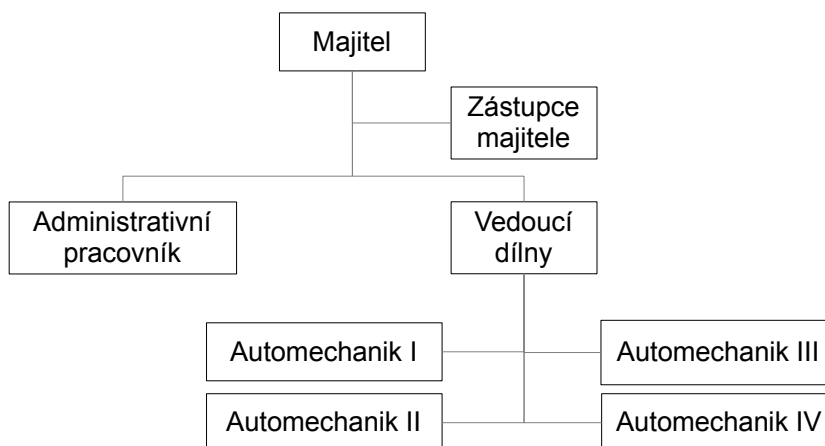 Majitel
Zástupce
majitele
Administrativní
pracovník
Vedoucí
dílny
Automechanik I
Automechanik III
Automechanik II
Automechanik IV